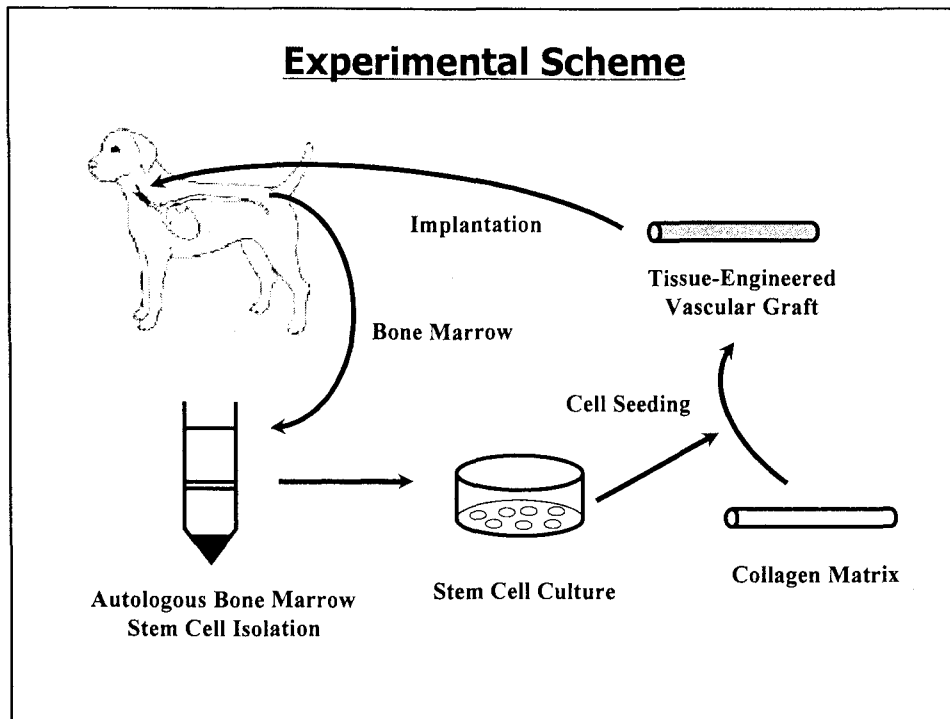 Experimental Scheme
Implantation
Tissue-Engineered
Vascular Graft
Bone Marrow
Cell Seeding
Collagen Matrix
Stem Cell Culture
Autologous Bone Marrow
Stem Cell Isolation